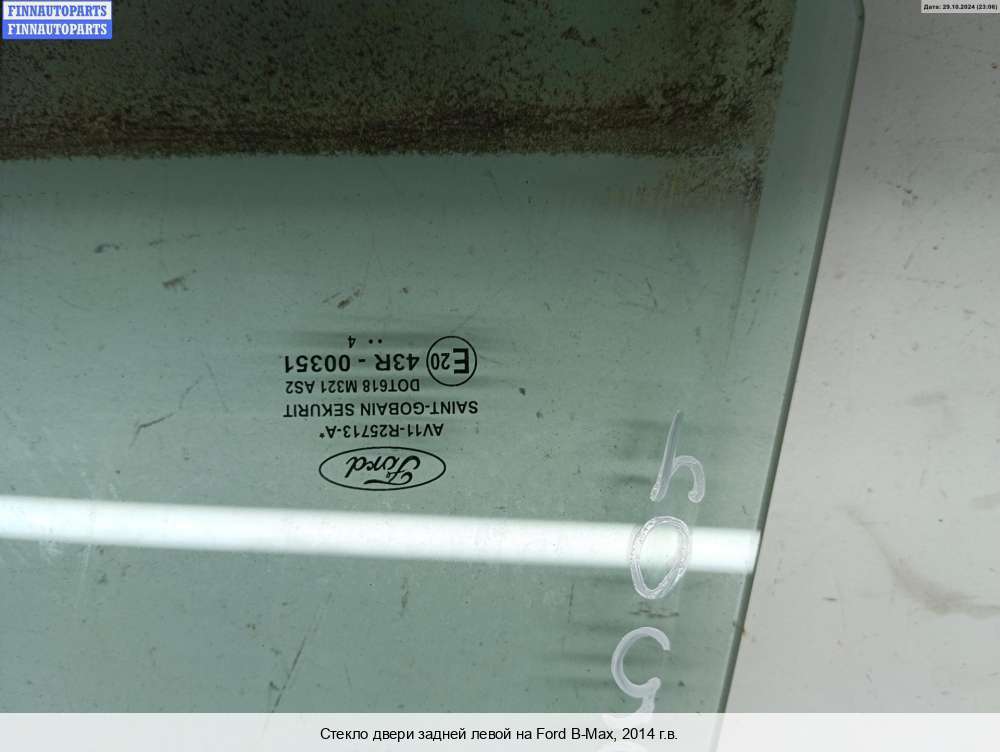 FINNAUTOPARTS
FINNAUTOPARTS
Дата: 29.10.2024 (23:06)
Ford
AV11-R25713-A*
SAINT-GOBAIN SEKURIT
DOT618 M321 AS2
E20 43R - 00351
•• 4
Стекло двери задней левой на Ford B-Max, 2014 г.в.